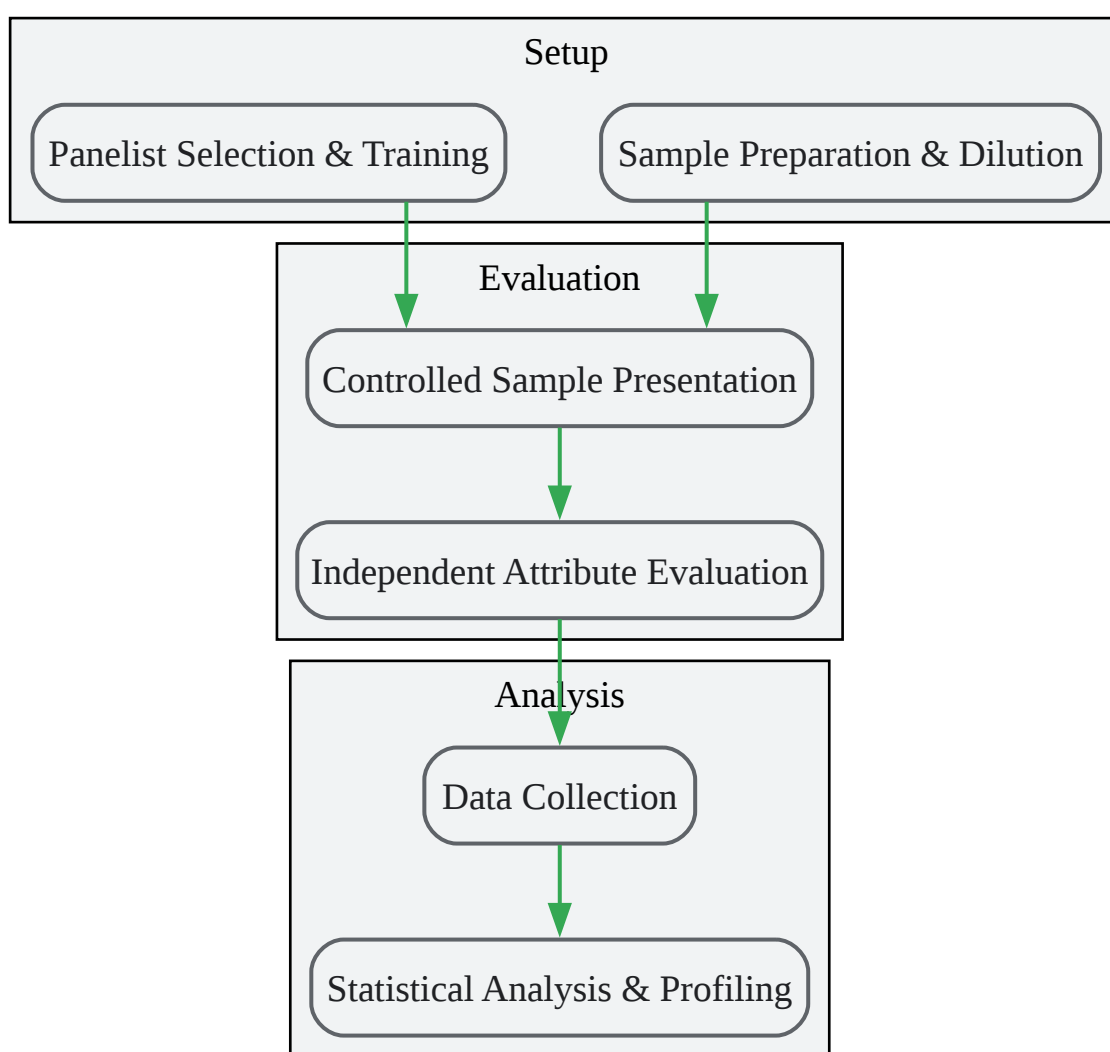 Setup
Panelist Selection & Training
Sample Preparation & Dilution
Evaluation
Controlled Sample Presentation
Independent Attribute Evaluation
Analysis
Data Collection
Statistical Analysis & Profiling